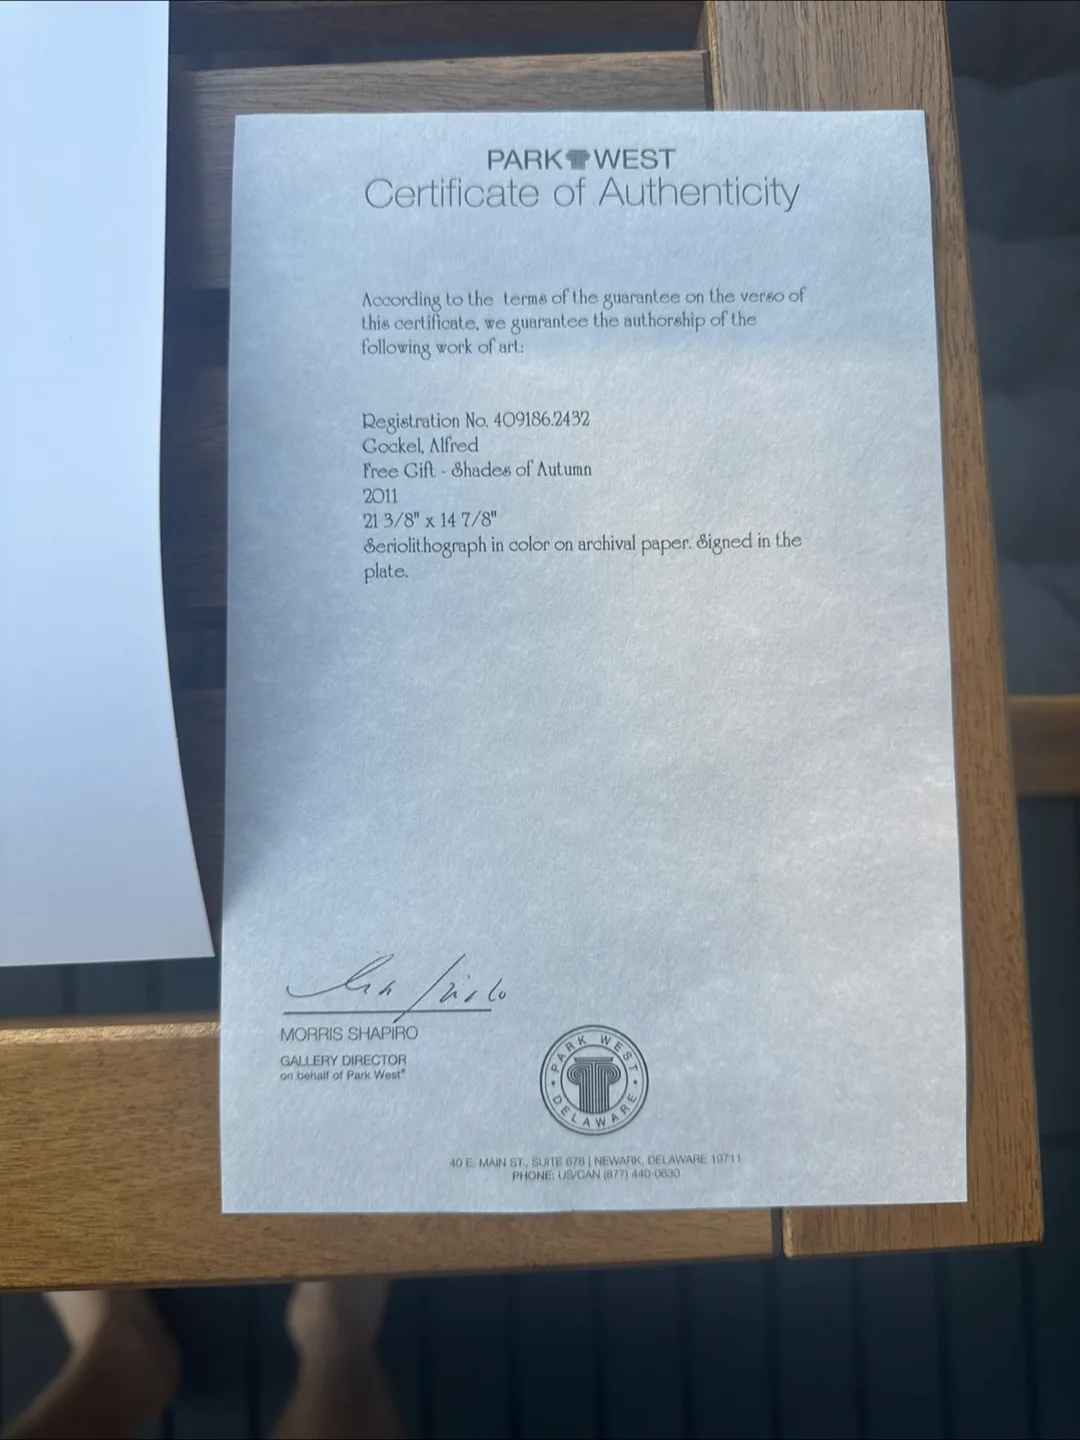 PARK WEST
Certificate of Authenticity
According to the terms of the guarantee on the verso of
this certificate, we guarantee the authorship of the
following work of art:
Registration No. 409186.2432
Gockel, Alfred
Free Gift - Shades of Autumn
2011
21 3/8" x 14 7/8"
Seriolithograph in color on archival paper. Signed in the
plate.
MORRIS SHAPIRO
GALLERY DIRECTOR
on behalf of Park West®
PARK WEST
DELAWARE
40 E. MAIN ST., SUITE 678 | NEWARK, DELAWARE 19711
PHONE: US/CAN (877) 440-0630